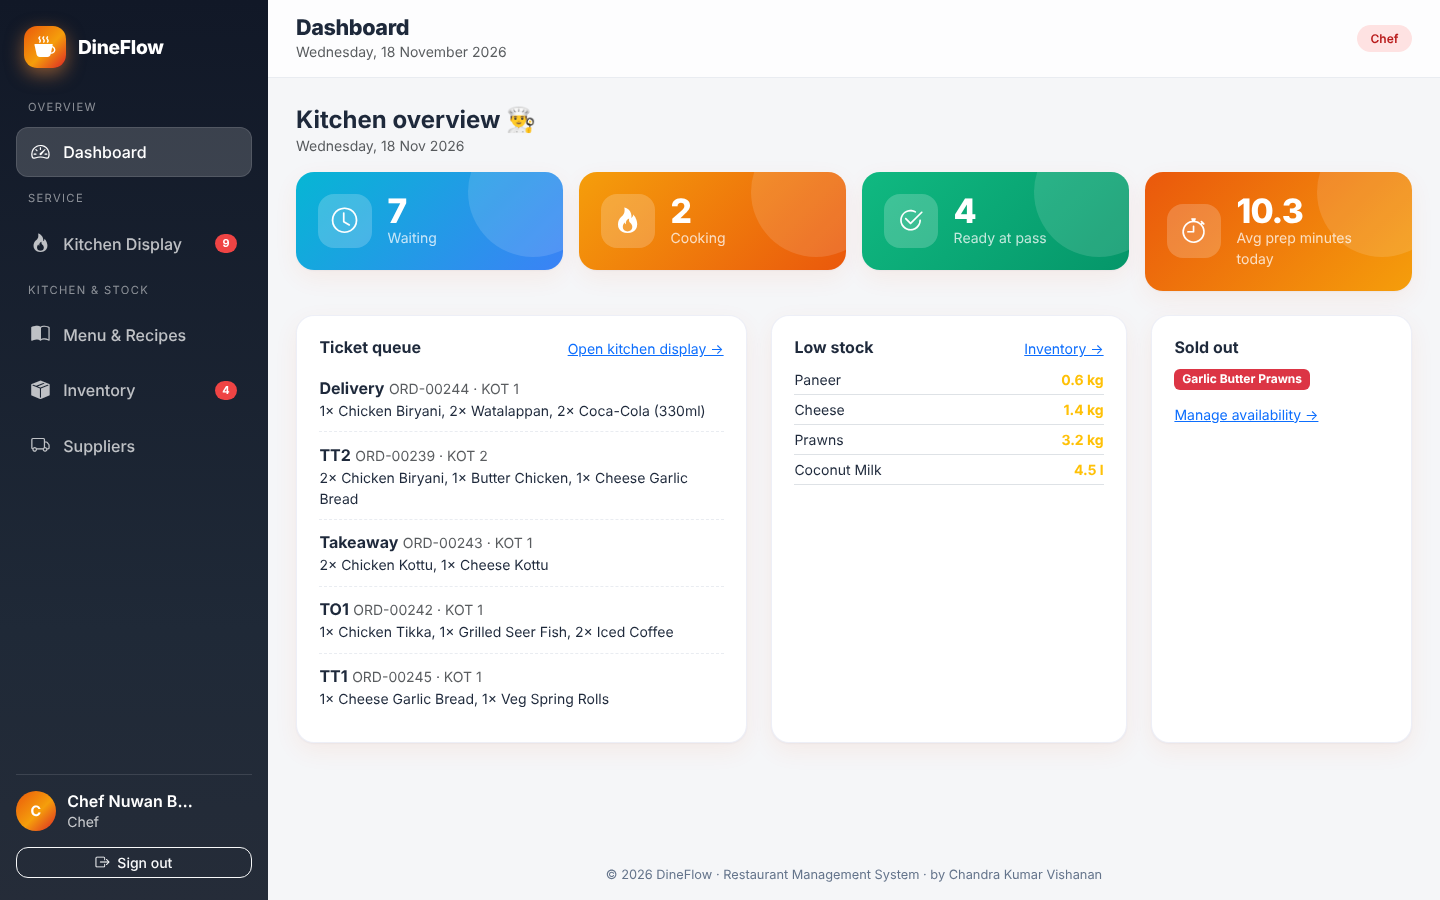 DineFlow
OVERVIEW
Dashboard
SERVICE
Kitchen Display
9
KITCHEN & STOCK
Menu & Recipes
Inventory
4
Suppliers
C
Chef Nuwan B...
Chef
Sign out
Dashboard
Wednesday, 18 November 2026
Chef
Kitchen overview
Wednesday, 18 Nov 2026
7
Waiting
2
Cooking
4
Ready at pass
10.3
Avg prep minutes
today
Ticket queue
Open kitchen display →
Delivery ORD-00244 · KOT 1
1× Chicken Biryani, 2× Watalappan, 2× Coca-Cola (330ml)
TT2 ORD-00239 · KOT 2
2× Chicken Biryani, 1× Butter Chicken, 1× Cheese Garlic
Bread
Takeaway ORD-00243 · KOT 1
2× Chicken Kottu, 1× Cheese Kottu
TO1 ORD-00242 · KOT 1
1× Chicken Tikka, 1× Grilled Seer Fish, 2× Iced Coffee
TT1 ORD-00245 · KOT 1
1× Cheese Garlic Bread, 1× Veg Spring Rolls
Low stock
Inventory →
Paneer 0.6 kg
Cheese 1.4 kg
Prawns 3.2 kg
Coconut Milk 4.5 l
Sold out
Garlic Butter Prawns
Manage availability →
© 2026 DineFlow · Restaurant Management System · by Chandra Kumar Vishanan